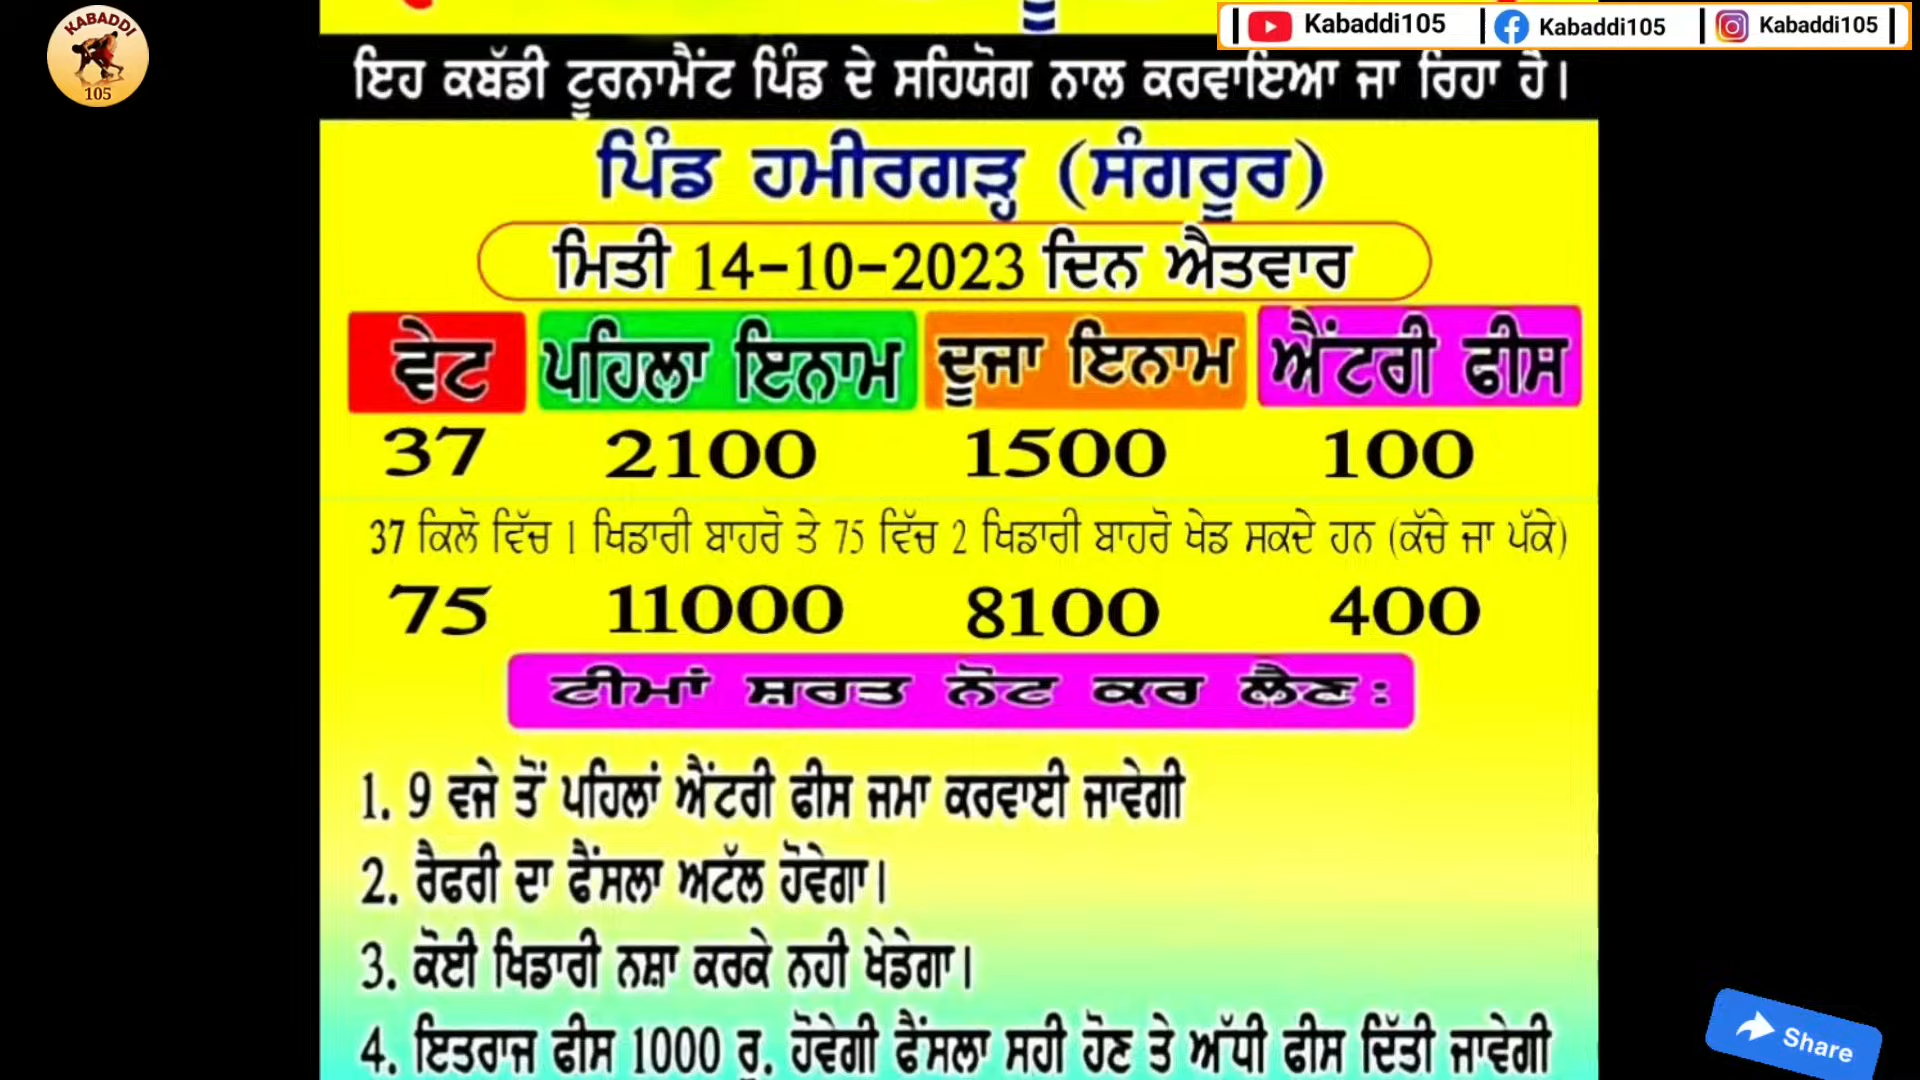 KABADDI
105
Kabaddi105
Kabaddi105
Kabaddi105
ਇਹ ਕਬੱਡੀ ਟੂਰਨਾਮੈਂਟ ਪਿੰਡ ਦੇ ਸਹਿਯੋਗ ਨਾਲ ਕਰਵਾਇਆ ਜਾ ਰਿਹਾ ਹੈ।
ਪਿੰਡ ਹਮੀਰਗੜ੍ਹ (ਸੰਗਰੂਰ)
ਮਿਤੀ 14-10-2023 ਦਿਨ ਐਤਵਾਰ
ਵੇਟ ਪਹਿਲਾ ਇਨਾਮ ਦੂਜਾ ਇਨਾਮ ਐਂਟਰੀ ਫੀਸ
37 2100 1500 100
37 ਕਿਲੋ ਵਿੱਚ 1 ਖਿਡਾਰੀ ਬਾਹਰੋ ਤੇ 75 ਵਿੱਚ 2 ਖਿਡਾਰੀ ਬਾਹਰੋ ਖੇਡ ਸਕਦੇ ਹਨ (ਕੱਚੇ ਜਾ ਪੱਕੇ)
75 11000 8100 400
ਟੀਮਾਂ ਸ਼ਰਤ ਨੋਟ ਕਰ ਲੈਣ:
1. 9 ਵਜੇ ਤੋਂ ਪਹਿਲਾਂ ਐਂਟਰੀ ਫੀਸ ਜਮਾ ਕਰਵਾਈ ਜਾਵੇਗੀ
2. ਰੈਫਰੀ ਦਾ ਫੈਂਸਲਾ ਅਟੱਲ ਹੋਵੇਗਾ।
3. ਕੋਈ ਖਿਡਾਰੀ ਨਸ਼ਾ ਕਰਕੇ ਨਹੀ ਖੇਡੇਗਾ।
4. ਇਤਰਾਜ ਫੀਸ 1000 ਰੁ. ਹੋਵੇਗੀ ਫੈਂਸਲਾ ਸਹੀ ਹੋਣ ਤੇ ਅੱਧੀ ਫੀਸ ਦਿੱਤੀ ਜਾਵੇਗੀ
Share